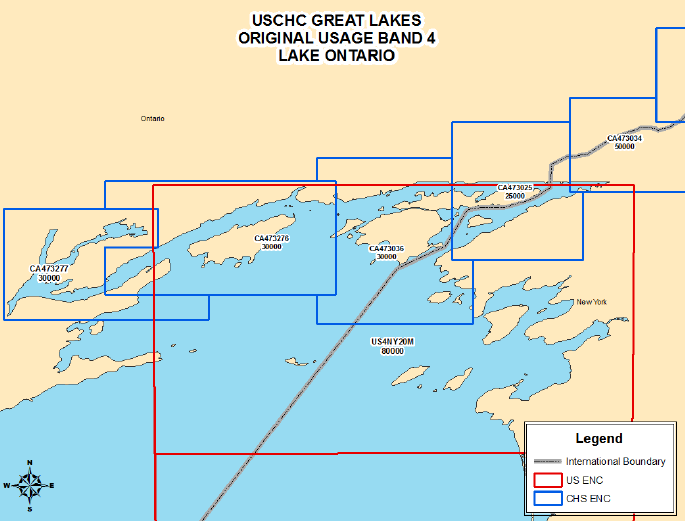 USCHC GREAT LAKES
ORIGINAL USAGE BAND 4
LAKE ONTARIO
Ontario
CA473034
50000
CA473025
25000
CA473276
30000
CA473036
30000
CA473277
30000
New York
US4NY20M
80000
Legend
International Boundary
US ENC
CHS ENC
N
W
E
S